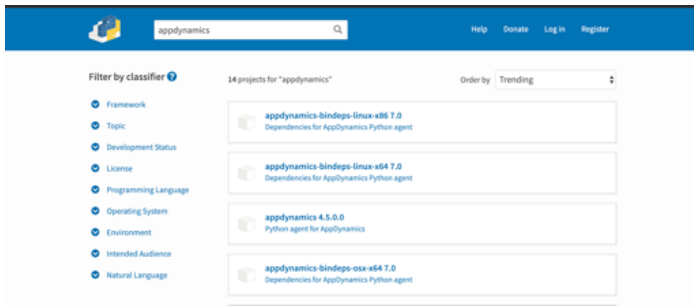 appdynamics
Help Donate Log in Register
Filter by classifier ?
Framework
Topic
Development Status
License
Programming Language
Operating System
Environment
Intended Audience
Natural Language
14 projects for "appdynamics"
Order by Trending
appdynamics-bindeps-linux-x86 7.0
Dependencies for AppDynamics Python agent
appdynamics-bindeps-linux-x64 7.0
Dependencies for AppDynamics Python agent
appdynamics 4.5.0.0
Python agent for AppDynamics
appdynamics-bindeps-osx-x64 7.0
Dependencies for AppDynamics Python agent